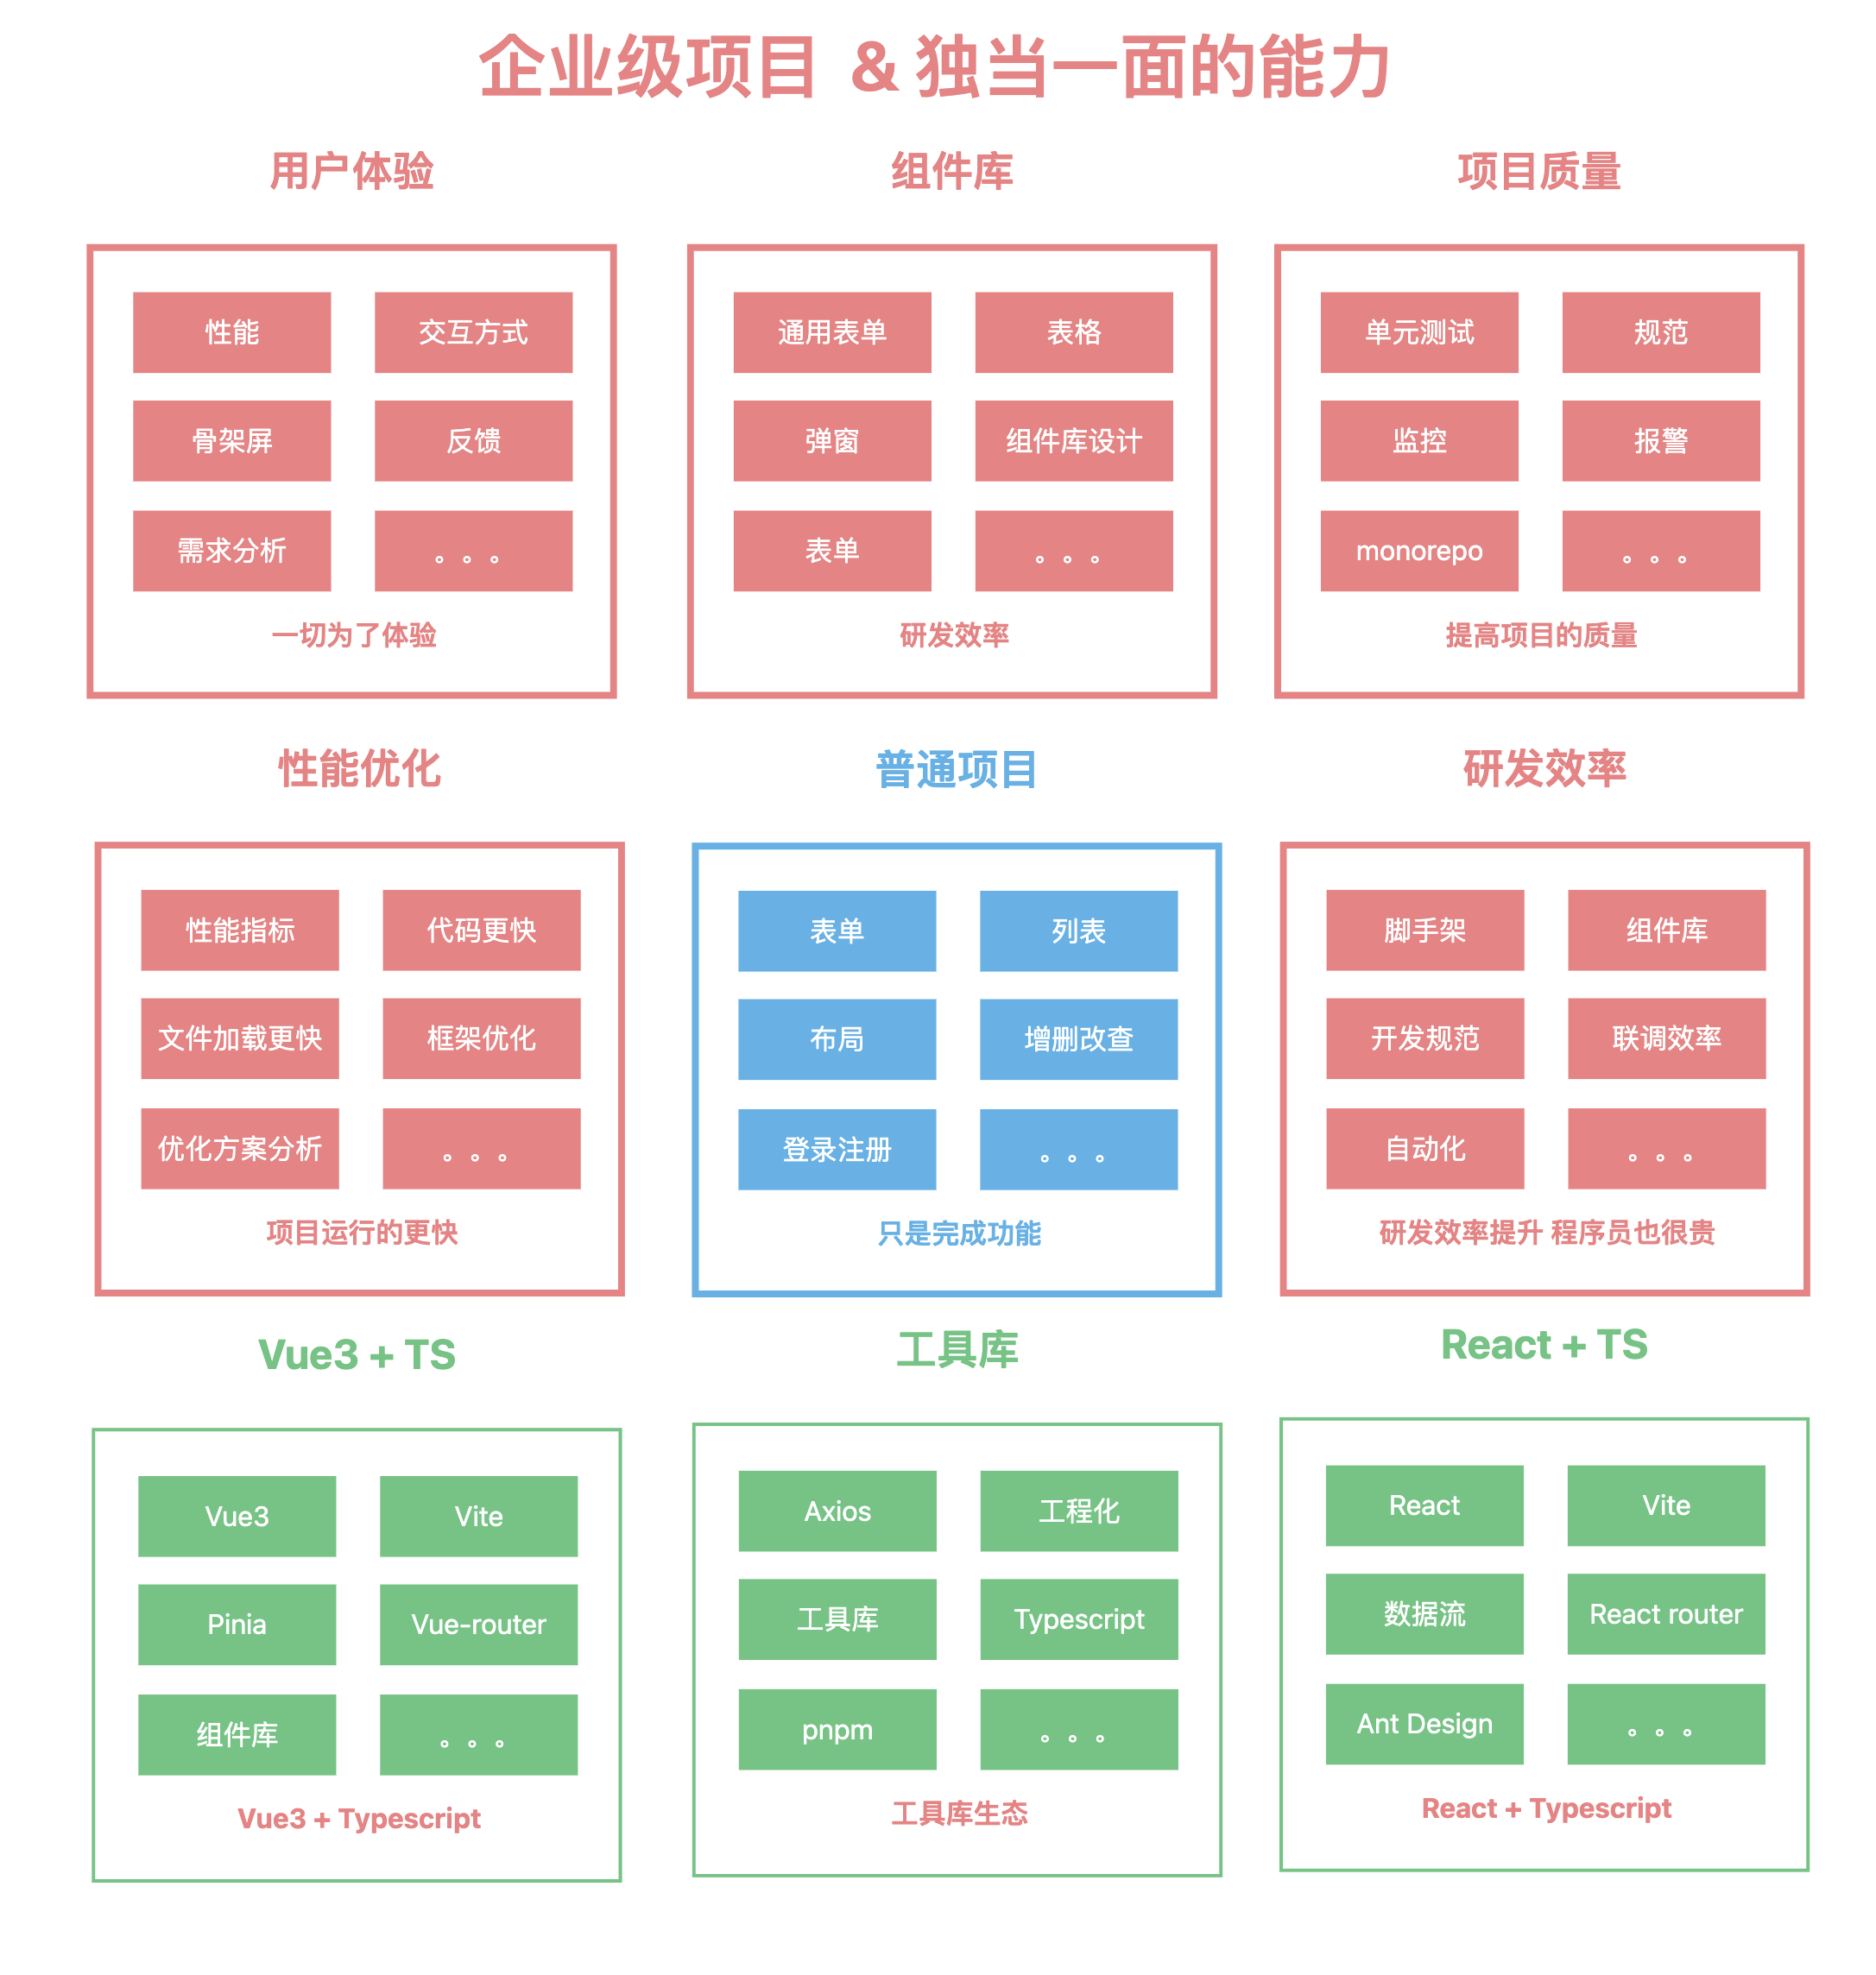 企业级项目 & 独当一面的能力
用户体验
性能
交互方式
骨架屏
反馈
需求分析
。。。
一切为了体验
组件库
通用表单
表格
弹窗
组件库设计
表单
。。。
研发效率
项目质量
单元测试
规范
监控
报警
monorepo
。。。
提高项目的质量
性能优化
性能指标
代码更快
文件加载更快
框架优化
优化方案分析
。。。
项目运行的更快
普通项目
表单
列表
布局
增删改查
登录注册
。。。
只是完成功能
研发效率
脚手架
组件库
开发规范
联调效率
自动化
。。。
研发效率提升 程序员也很贵
Vue3 + TS
Vue3
Vite
Pinia
Vue-router
组件库
。。。
Vue3 + Typescript
工具库
Axios
工程化
工具库
Typescript
pnpm
。。。
工具库生态
React + TS
React
Vite
数据流
React router
Ant Design
。。。
React + Typescript